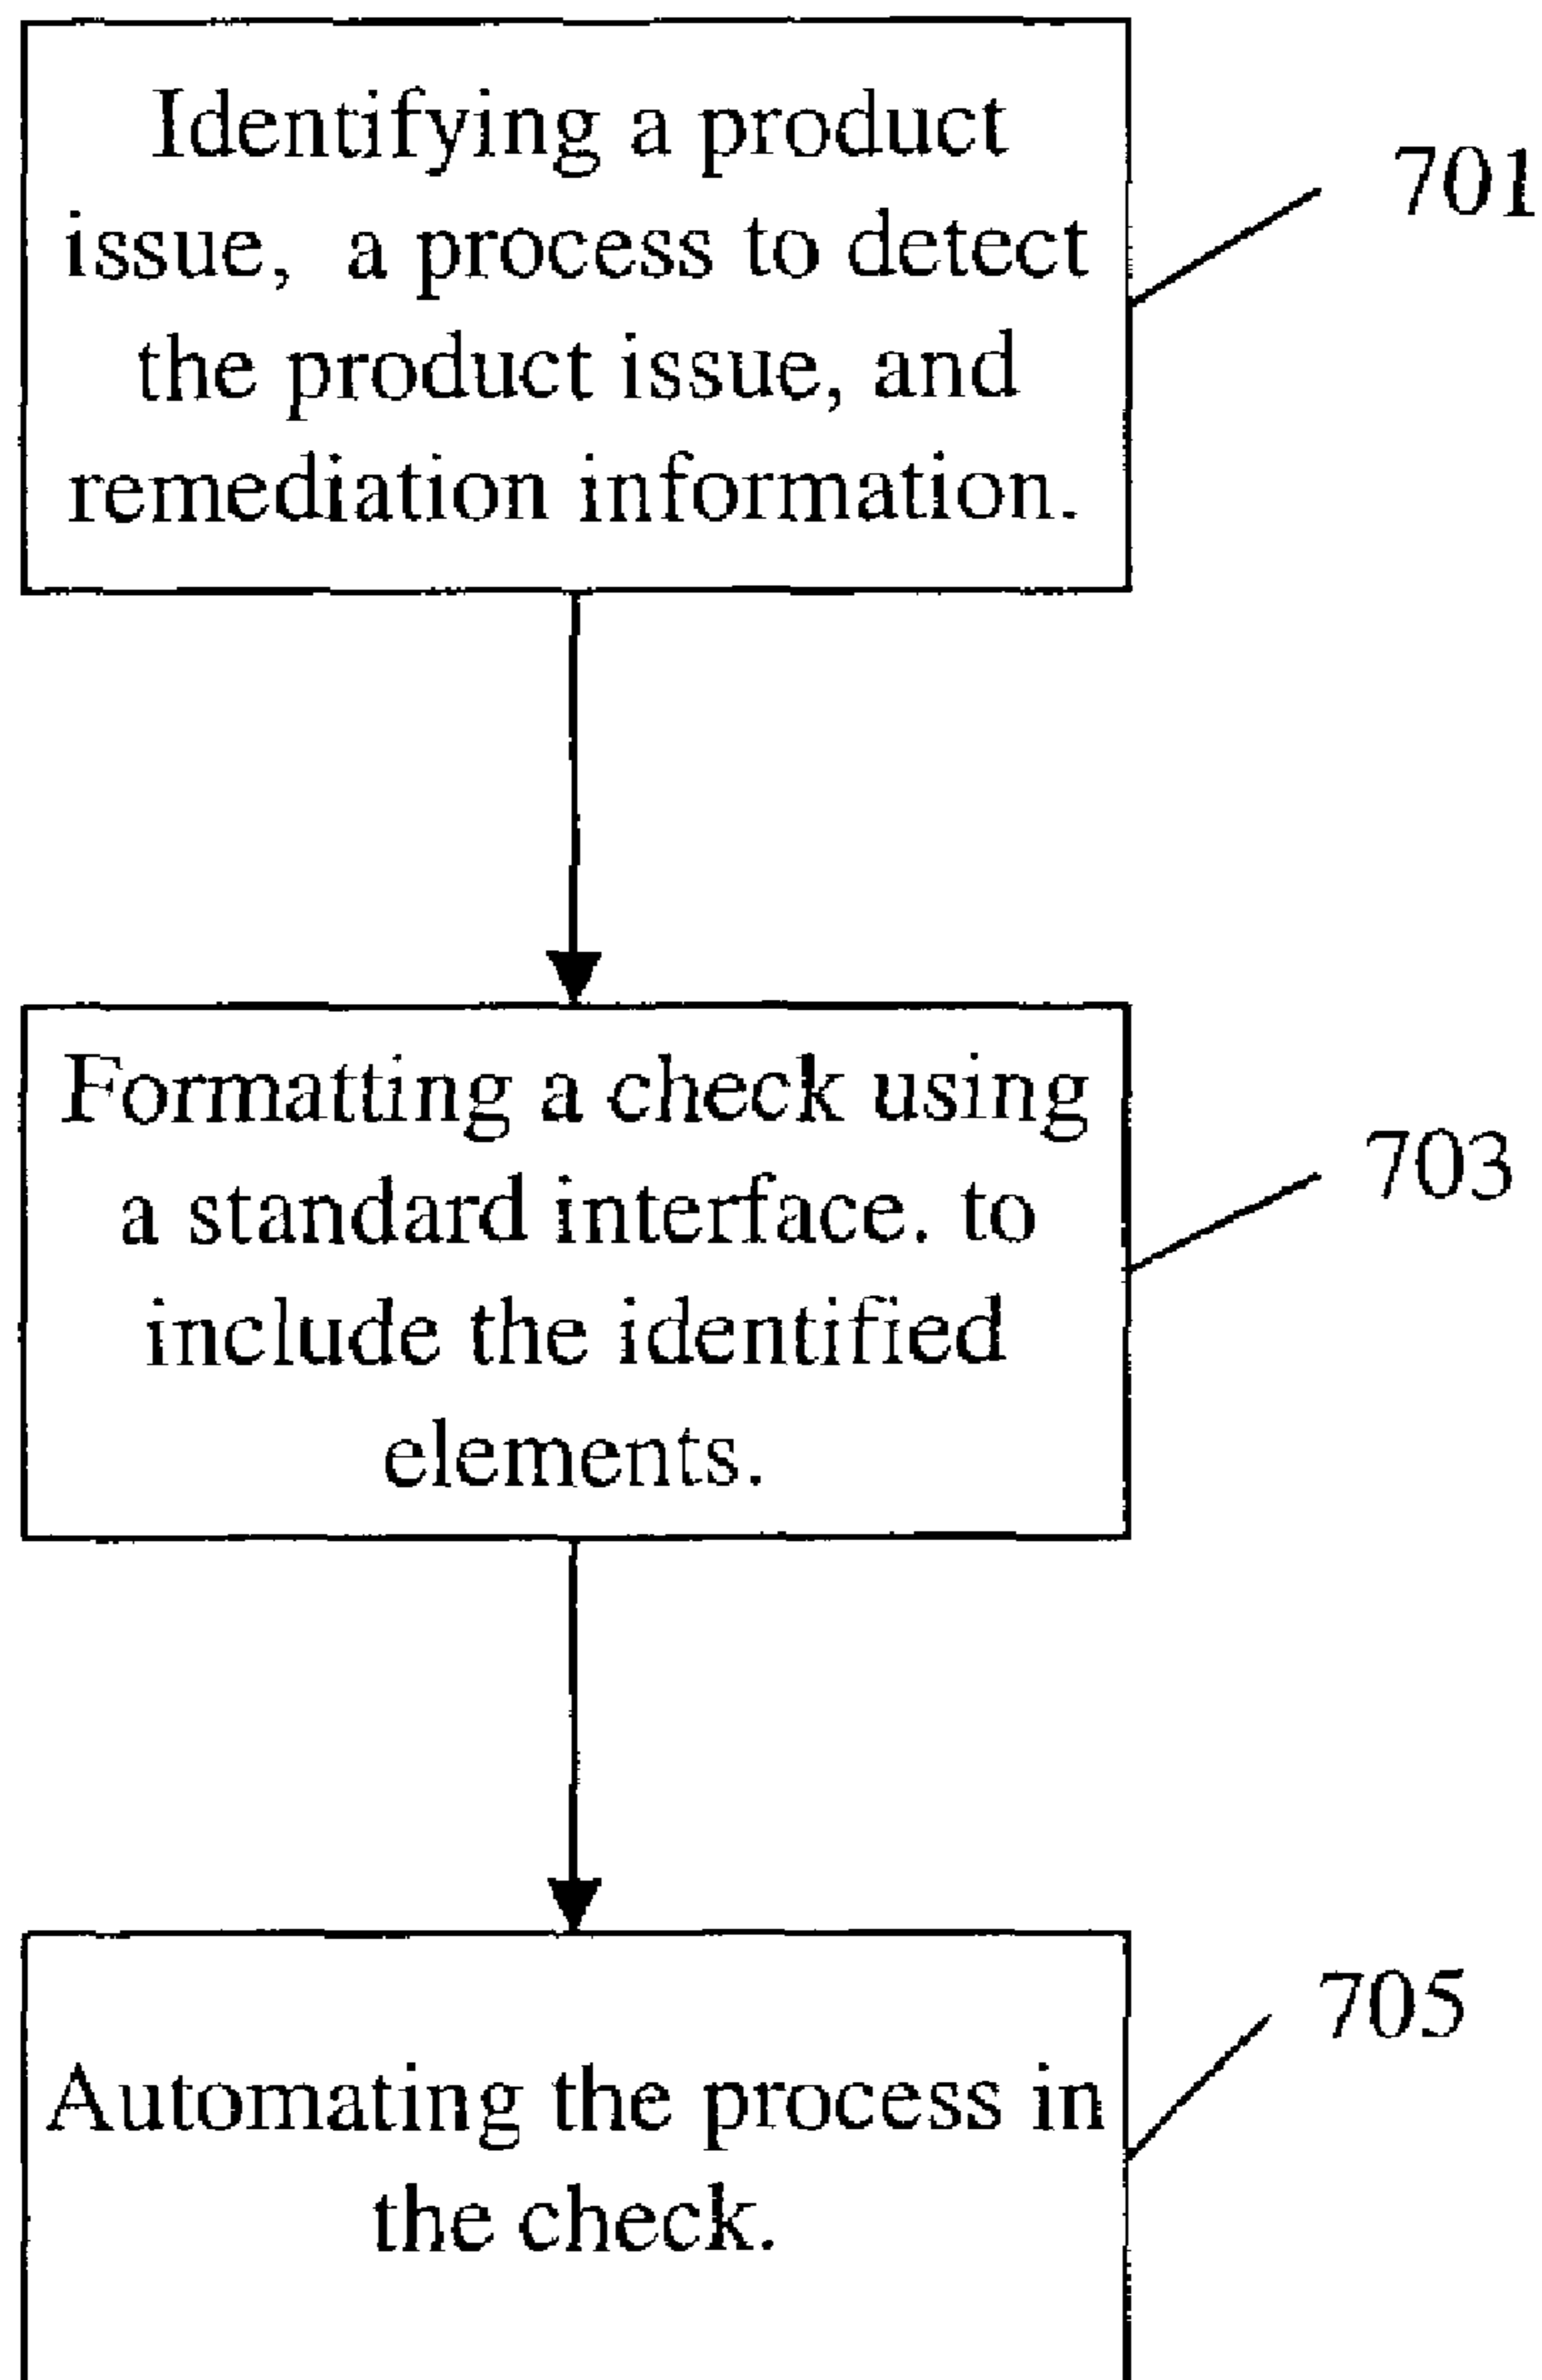 Identifying a product
issue, a process to detect
the product issue, and
remediation information.
701
Formatting a check using
a standard interface. to
include the identified
elements.
703
Automating the process in
the check.
705